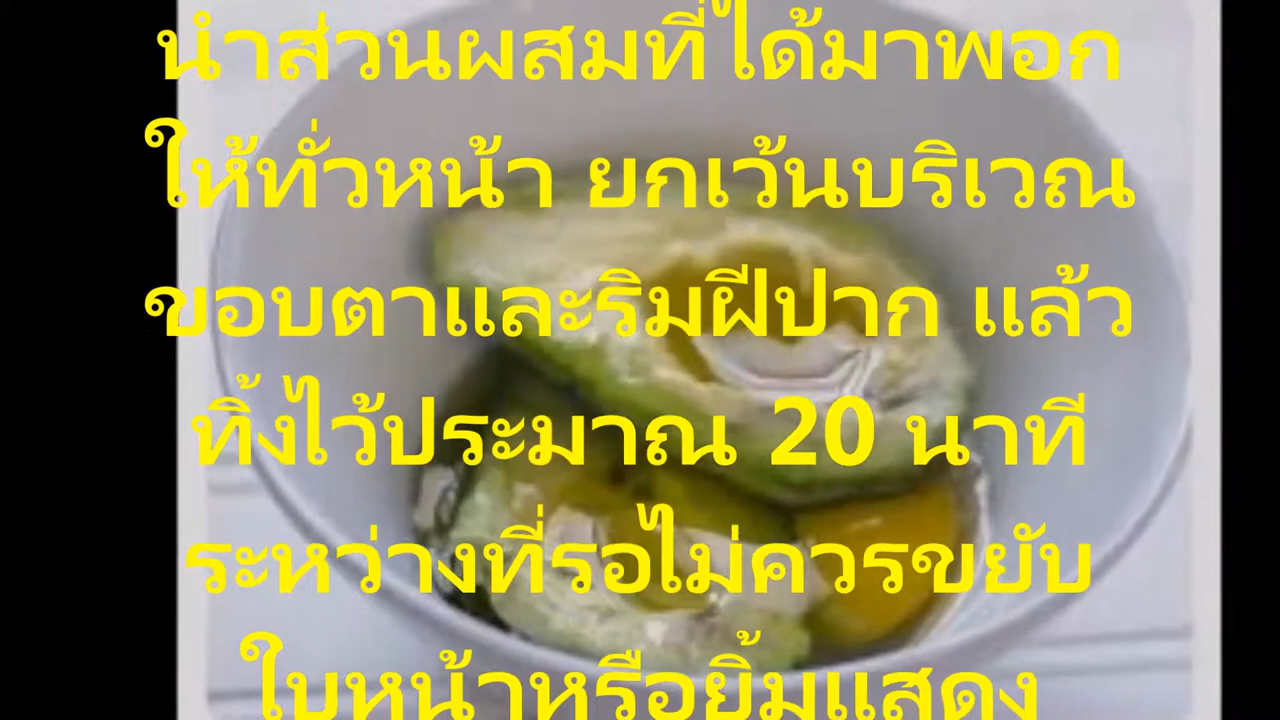 นำส่วนผสมที่ได้มาพอก
ให้ทั่วหน้า ยกเว้นบริเวณ
ขอบตาและริมฝีปาก แล้ว
ทิ้งไว้ประมาณ 20 นาที
ระหว่างที่รอไม่ควรขยับ
ใบหน้าหรือยิ้มแสดง